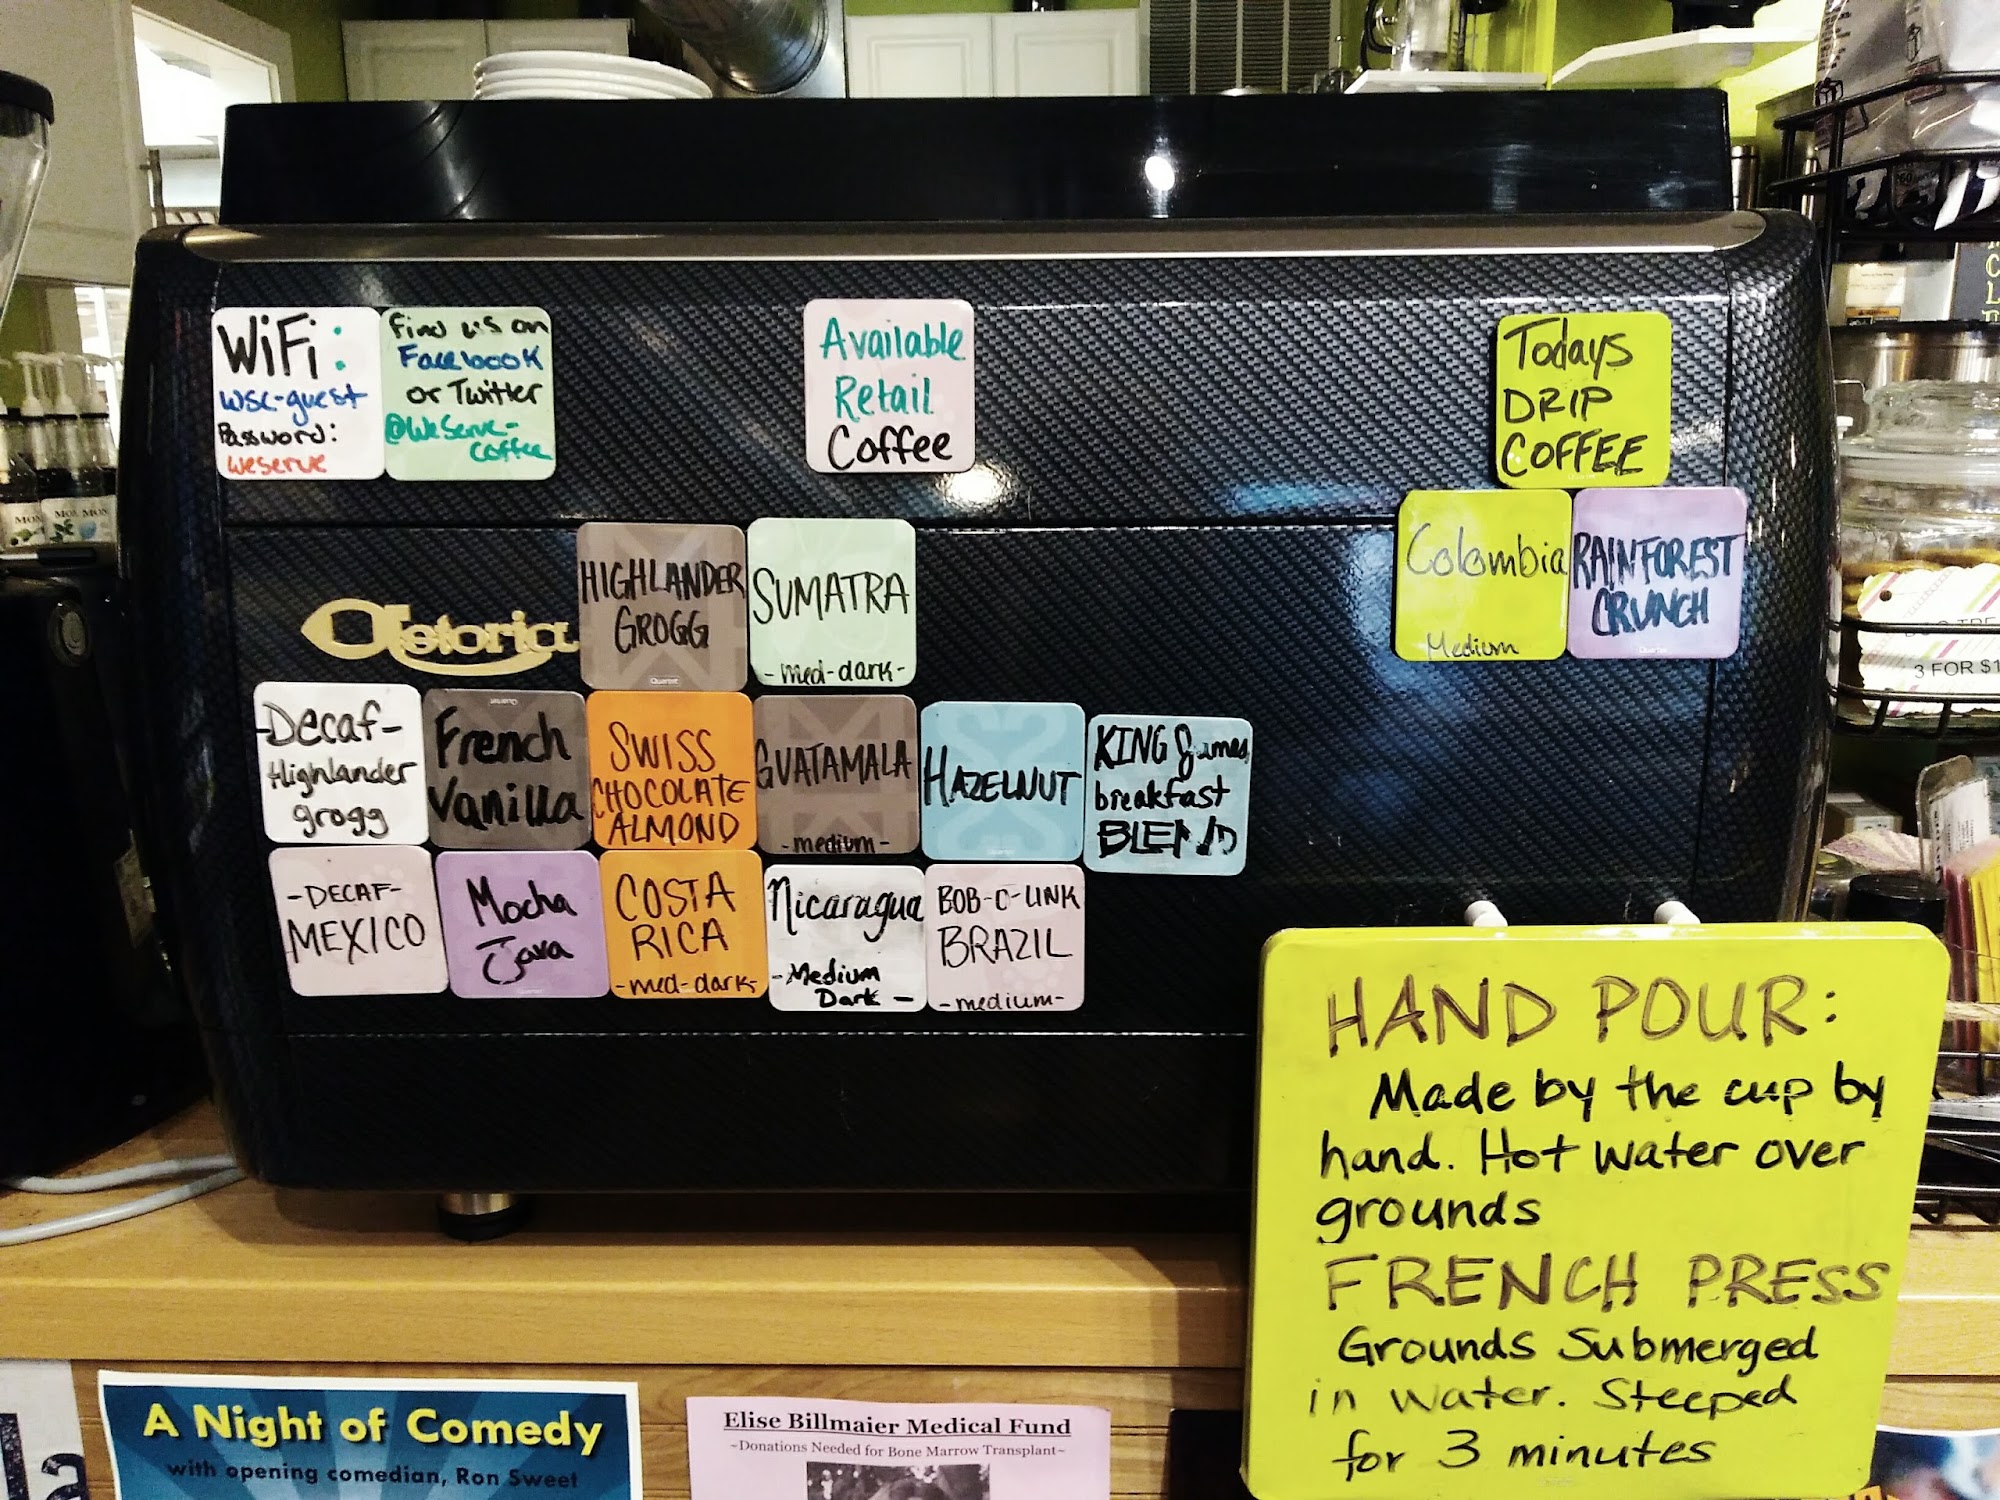 WiFi:
wsc-guest
Password:
weserve
Find us on
Facebook
or Twitter
@WeServe-
coffee
Available
Retail
Coffee
Todays
DRIP
COFFEE
Colombia
Medium
RAINFOREST
CRUNCH
HIGHLANDER
GROGG
Quartet
SUMATRA
-med-dark-
Astoria
-Decaf-
Highlander
grogg
French
Vanilla
SWISS
CHOCOLATE
ALMOND
GUATAMALA
-medium-
HAZELNUT
KING James
breakfast
BLEND
-DECAF-
MEXICO
Mocha
Java
COSTA
RICA
-med-dark-
Nicaragua
-Medium
Dark-
BOB-O-LINK
BRAZIL
-medium-
3 FOR $1
HAND POUR:
Made by the cup by
hand. Hot water over
grounds
FRENCH PRESS
Grounds Submerged
in water. Steeped
for 3 minutes
A Night of Comedy
with opening comedian, Ron Sweet
Elise Billmaier Medical Fund
~Donations Needed for Bone Marrow Transplant~